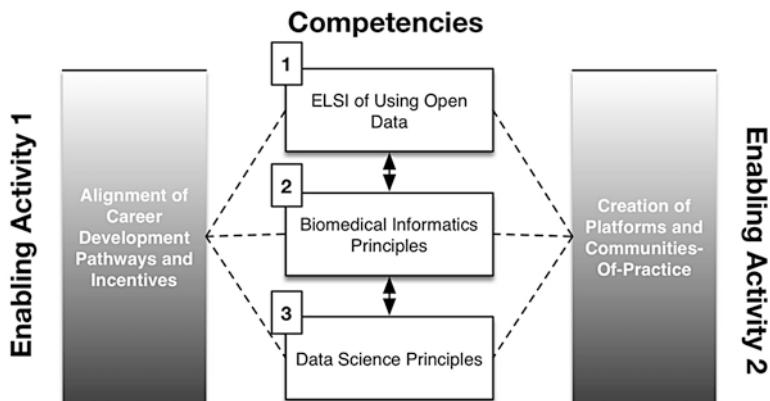 Competencies
Enabling Activity 1
Alignment of
Career
Development
Pathways and
Incentives
1
ELSI of Using Open
Data
2
Biomedical Informatics
Principles
3
Data Science Principles
Creation of
Platforms and
Communities-
Of-Practice
Enabling Activity 2